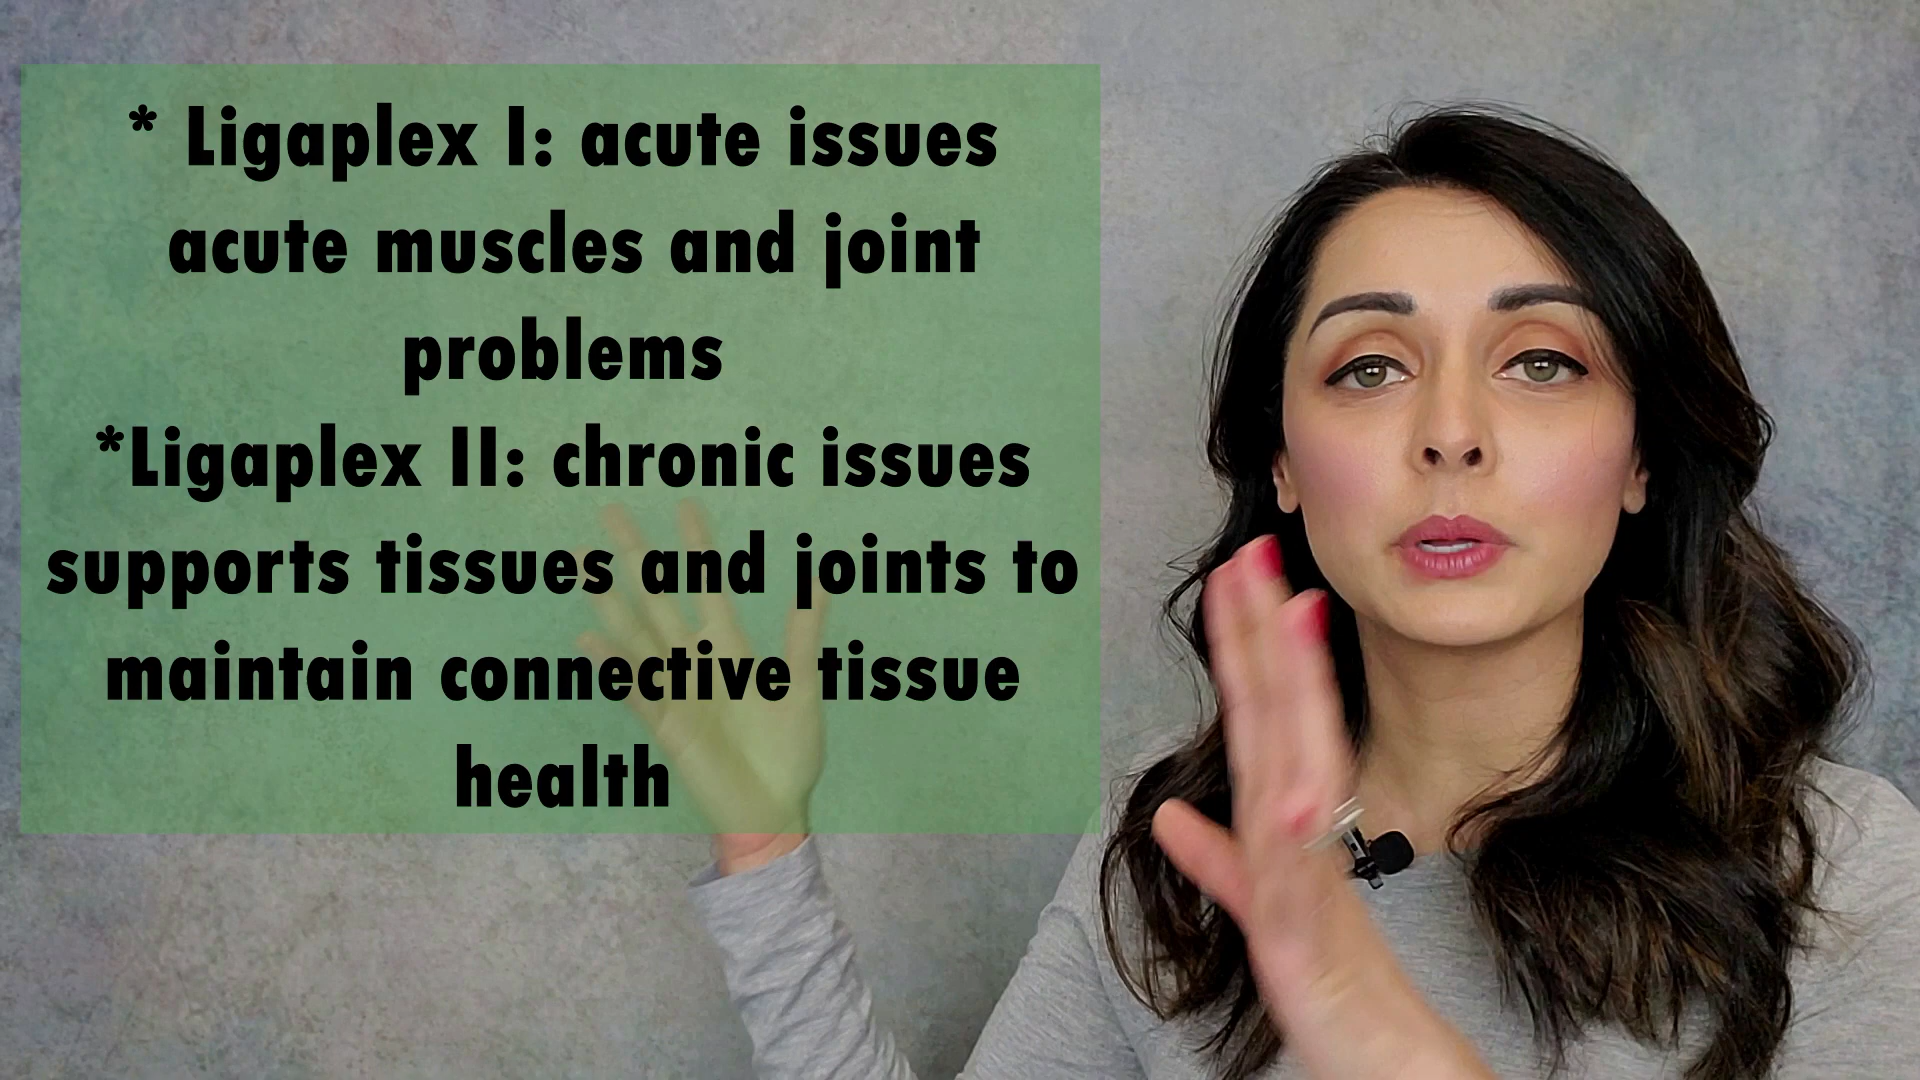 * Ligaplex I: acute issues
acute muscles and joint
problems
*Ligaplex II: chronic issues
supports tissues and joints to
maintain connective tissue
health